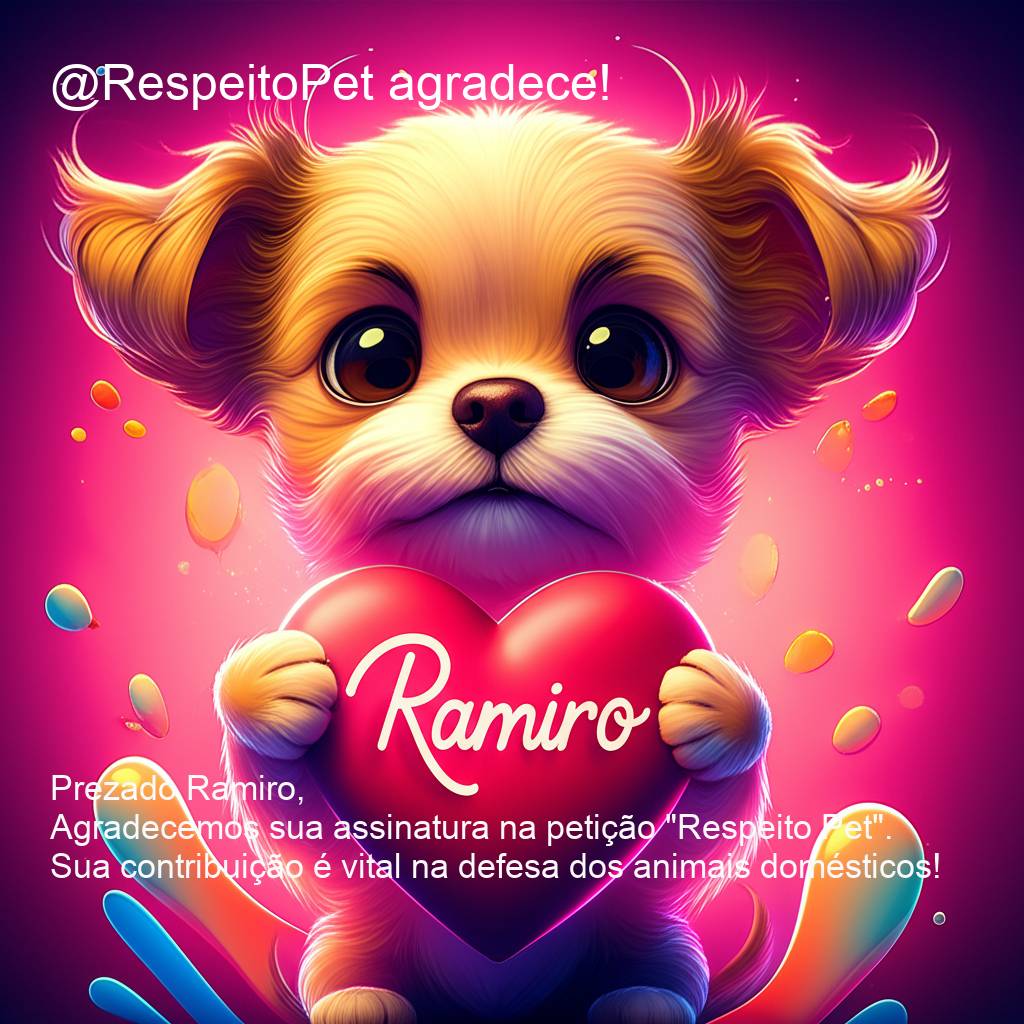 @RespeitoPet agradece!
Ramiro
Prezado Ramiro,
Agradecemos sua assinatura na petição "Respeito Pet".
Sua contribuição é vital na defesa dos animais domésticos!